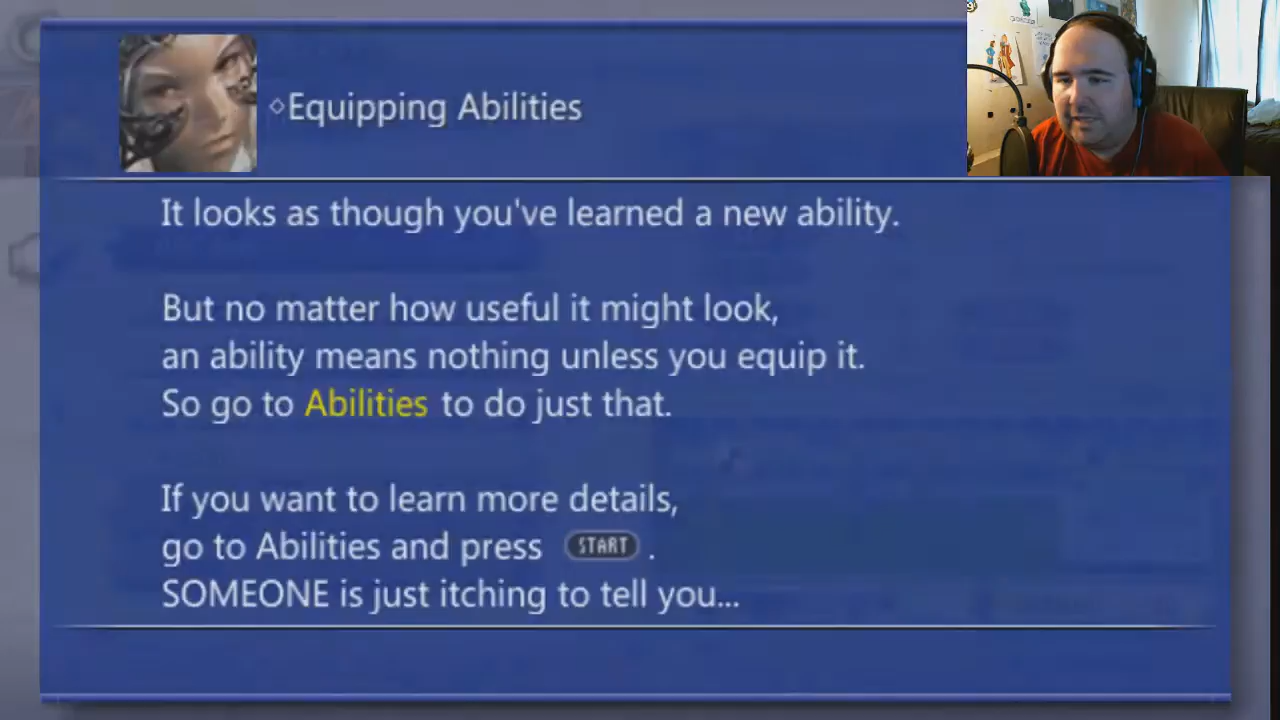 ◇Equipping Abilities
It looks as though you've learned a new ability.
But no matter how useful it might look,
an ability means nothing unless you equip it.
So go to Abilities to do just that.
If you want to learn more details,
go to Abilities and press START .
SOMEONE is just itching to tell you...